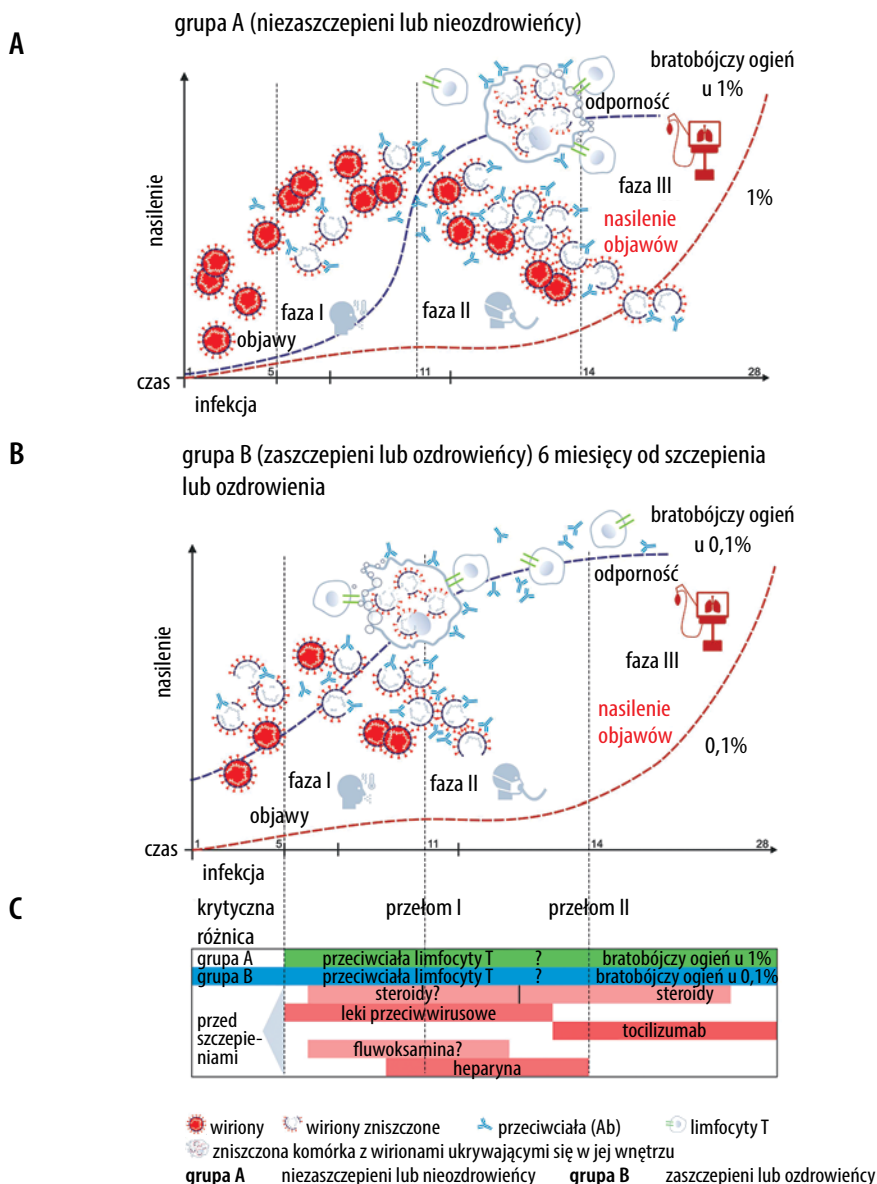 A
grupa A (niezaszczepieni lub nieozdrowieńcy)
bratobójczy ogień
u 1%
odporność
faza III
1%
nasilenie
objawów
nasilenie
faza I
faza II
objawy
czas
1 5 11 14 28
infekcja
B
grupa B (zaszczepieni lub ozdrowieńcy) 6 miesięcy od szczepienia
lub ozdrowienia
bratobójczy ogień
u 0,1%
odporność
faza III
nasilenie
objawów
0,1%
nasilenie
faza I
faza II
objawy
czas
1 5 11 14 28
infekcja
C
krytyczna
różnica
przełom I
przełom II
grupa A przeciwciała limfocyty T ? bratobójczy ogień u 1%
grupa B przeciwciała limfocyty T ? bratobójczy ogień u 0,1%
przed
szczepie-
niami
steroidy? steroidy
leki przeciwwirusowe
tocilizumab
fluwoksamina?
heparyna
wiriony wiriony zniszczone przeciwciała (Ab) limfocyty T
zniszczona komórka z wirionami ukrywającymi się w jej wnętrzu
grupa A niezaszczepieni lub nieozdrowieńcy grupa B zaszczepieni lub ozdrowieńcy